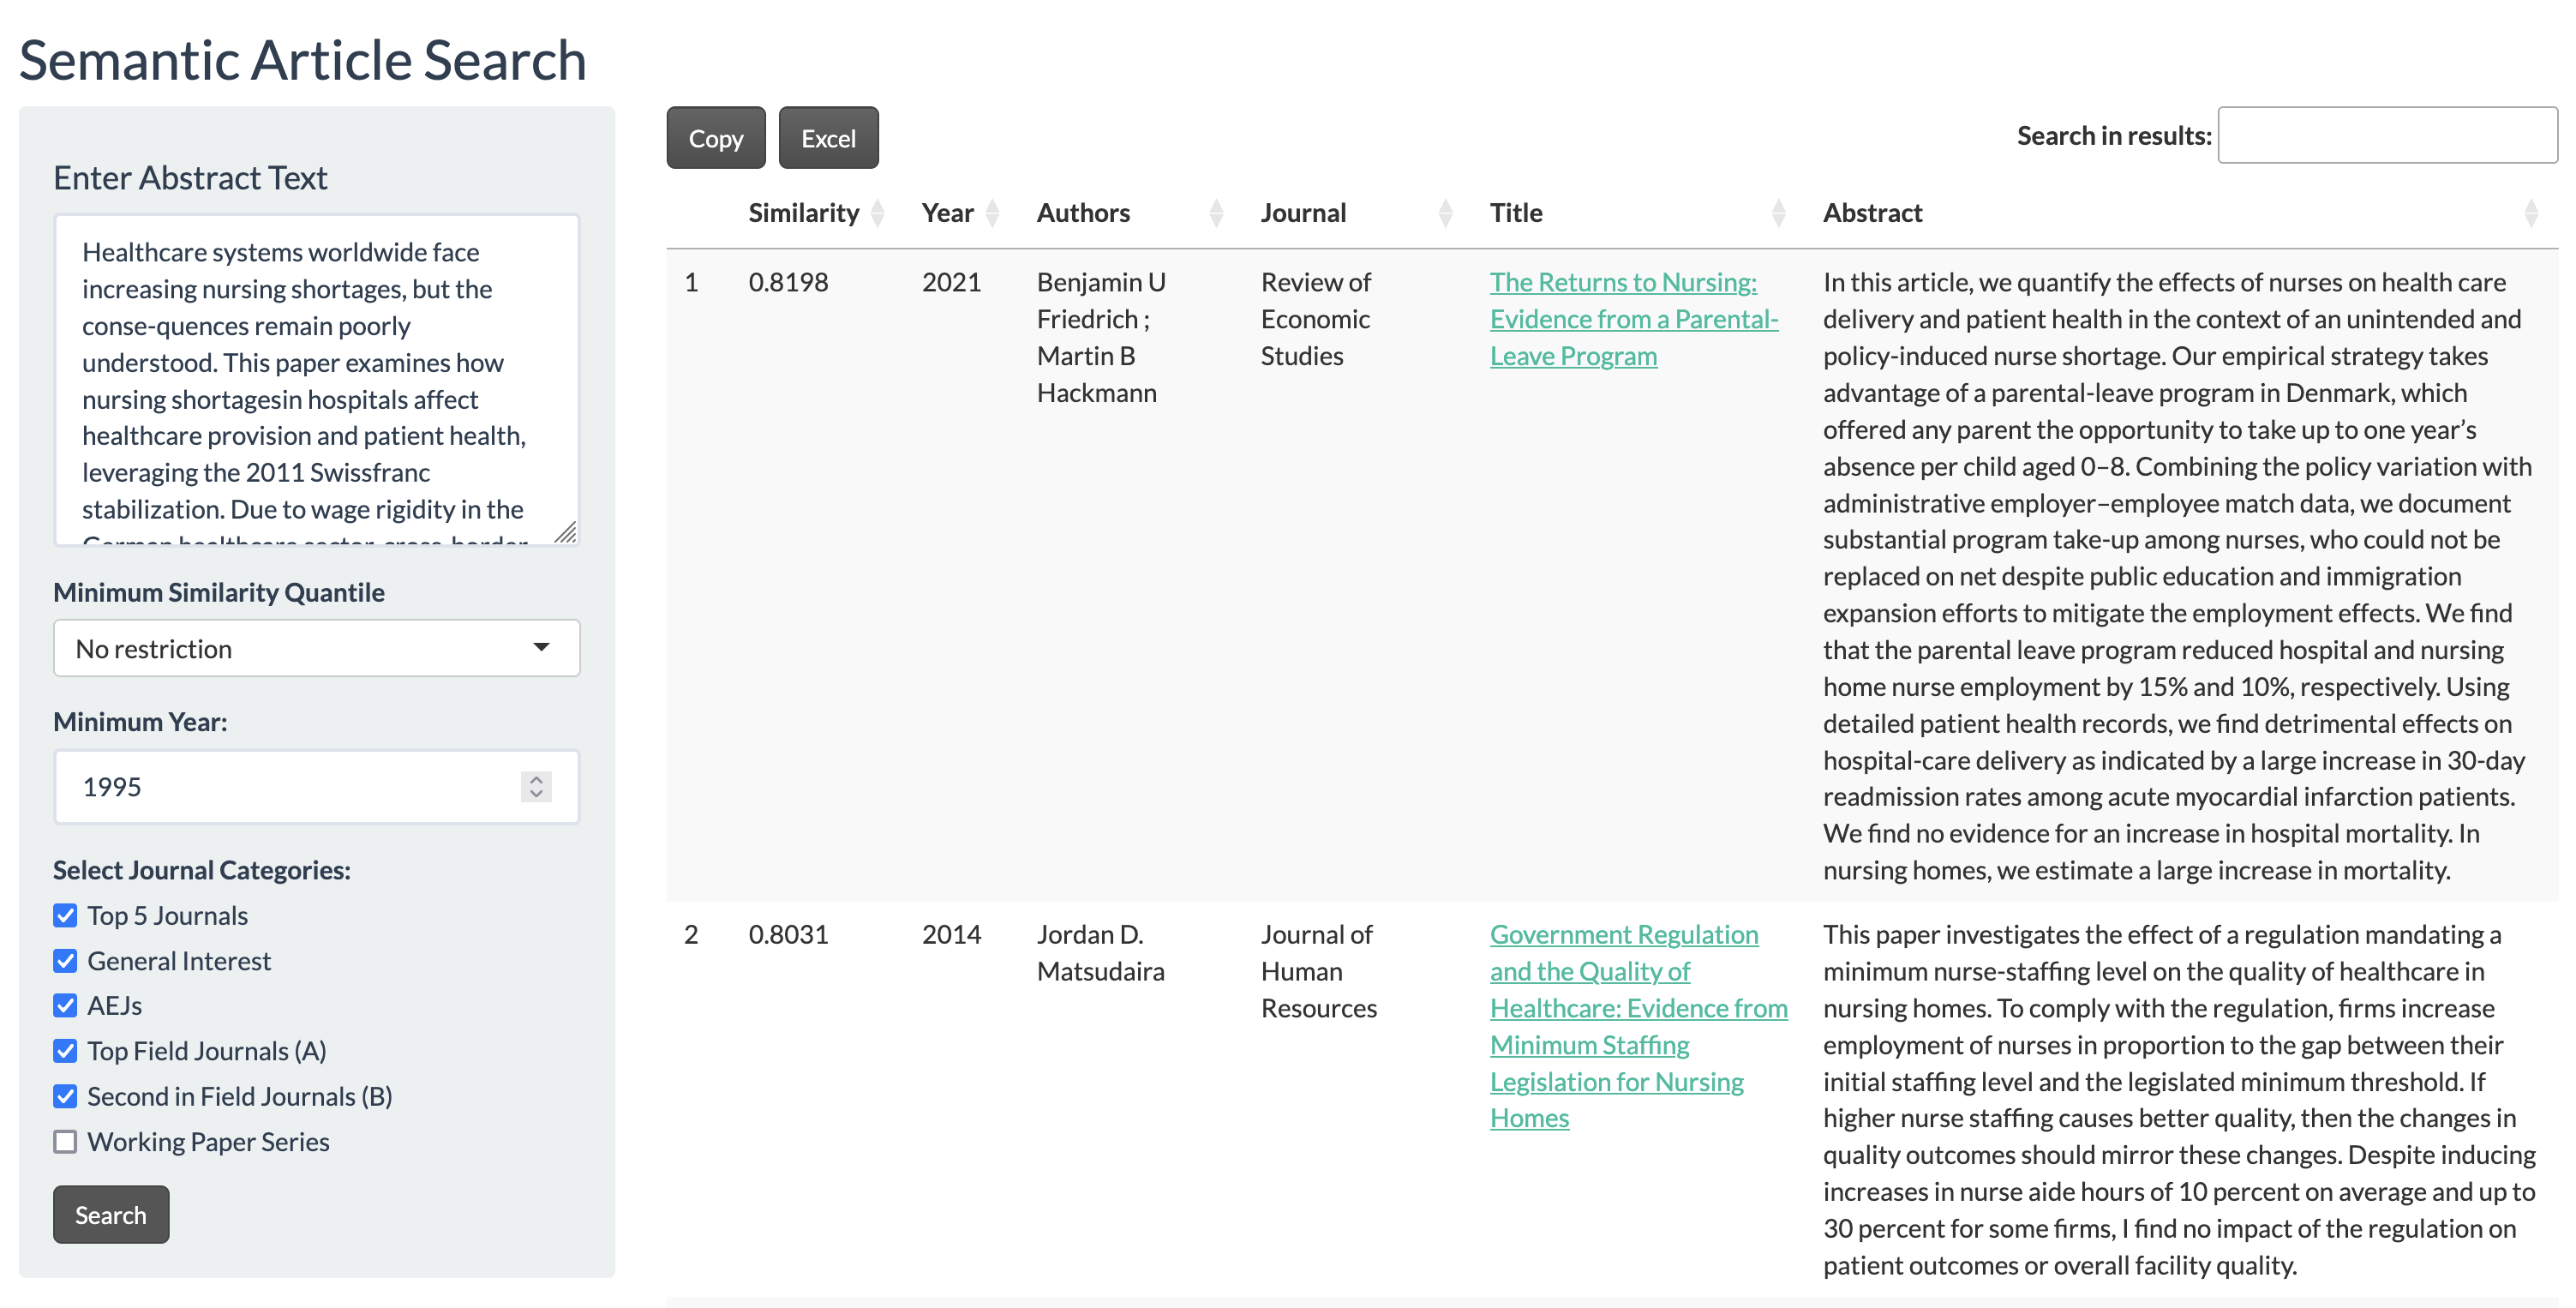 Semantic Article Search
Enter Abstract Text
Healthcare systems worldwide face
increasing nursing shortages, but the
conse-quences remain poorly
understood. This paper examines how
nursing shortagesin hospitals affect
healthcare provision and patient health,
leveraging the 2011 Swissfranc
stabilization. Due to wage rigidity in the
German healthcare sector, cross-border
Minimum Similarity Quantile
No restriction
Minimum Year:
1995
Select Journal Categories:
Top 5 Journals
General Interest
AEJs
Top Field Journals (A)
Second in Field Journals (B)
Working Paper Series
Search
Copy Excel
Search in results:
Similarity Year Authors Journal Title Abstract
1 0.8198 2021
Benjamin U
Friedrich ;
Martin B
Hackmann
Review of
Economic
Studies
The Returns to Nursing:
Evidence from a Parental-
Leave Program
In this article, we quantify the effects of nurses on health care
delivery and patient health in the context of an unintended and
policy-induced nurse shortage. Our empirical strategy takes
advantage of a parental-leave program in Denmark, which
offered any parent the opportunity to take up to one year’s
absence per child aged 0–8. Combining the policy variation with
administrative employer–employee match data, we document
substantial program take-up among nurses, who could not be
replaced on net despite public education and immigration
expansion efforts to mitigate the employment effects. We find
that the parental leave program reduced hospital and nursing
home nurse employment by 15% and 10%, respectively. Using
detailed patient health records, we find detrimental effects on
hospital-care delivery as indicated by a large increase in 30-day
readmission rates among acute myocardial infarction patients.
We find no evidence for an increase in hospital mortality. In
nursing homes, we estimate a large increase in mortality.
2 0.8031 2014
Jordan D.
Matsudaira
Journal of
Human
Resources
Government Regulation
and the Quality of
Healthcare: Evidence from
Minimum Staffing
Legislation for Nursing
Homes
This paper investigates the effect of a regulation mandating a
minimum nurse-staffing level on the quality of healthcare in
nursing homes. To comply with the regulation, firms increase
employment of nurses in proportion to the gap between their
initial staffing level and the legislated minimum threshold. If
higher nurse staffing causes better quality, then the changes in
quality outcomes should mirror these changes. Despite inducing
increases in nurse aide hours of 10 percent on average and up to
30 percent for some firms, I find no impact of the regulation on
patient outcomes or overall facility quality.